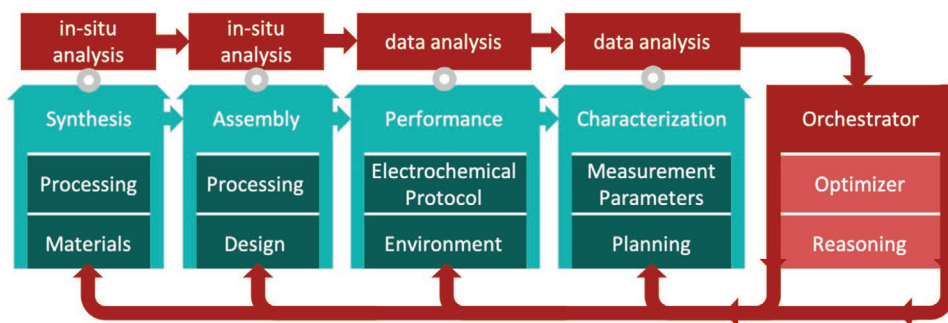 in-situ
analysis
in-situ
analysis
data analysis
data analysis
Synthesis
Assembly
Performance
Characterization
Orchestrator
Processing
Processing
Electrochemical
Protocol
Measurement
Parameters
Optimizer
Materials
Design
Environment
Planning
Reasoning